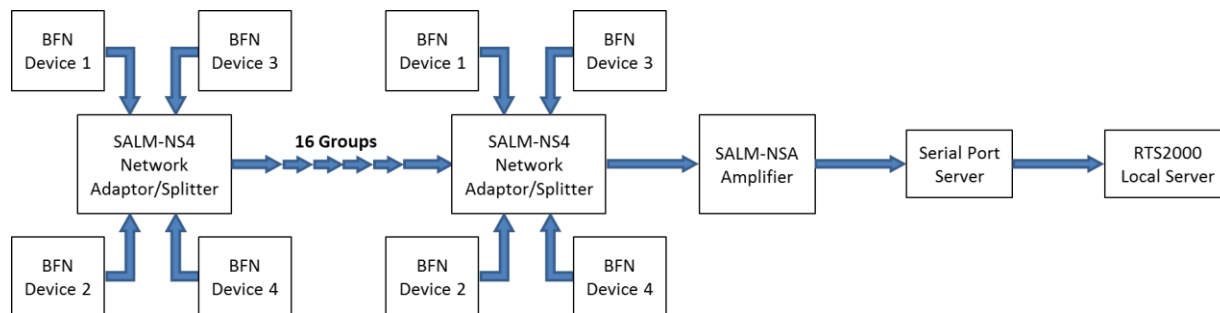 BFN
Device 1
BFN
Device 3
BFN
Device 1
BFN
Device 3
SALM-NS4
Network
Adaptor/Splitter
16 Groups
SALM-NS4
Network
Adaptor/Splitter
SALM-NSA
Amplifier
Serial Port
Server
RTS2000
Local Server
BFN
Device 2
BFN
Device 4
BFN
Device 2
BFN
Device 4